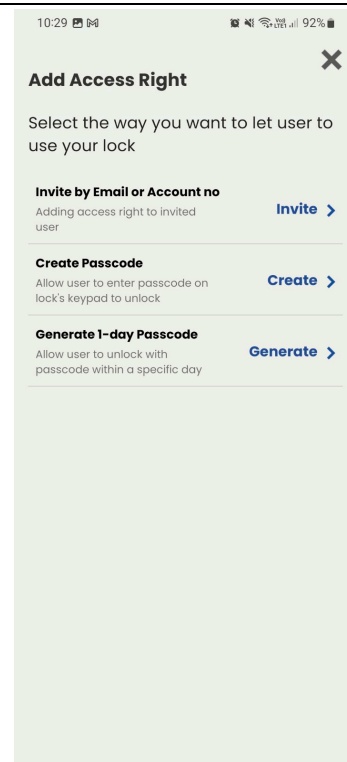 10:29 Vo) LTE1 92%
Add Access Right
Select the way you want to let user to
use your lock
Invite by Email or Account no
Adding access right to invited
user
Invite
Create Passcode
Allow user to enter passcode on
lock's keypad to unlock
Create
Generate 1-day Passcode
Allow user to unlock with
passcode within a specific day
Generate